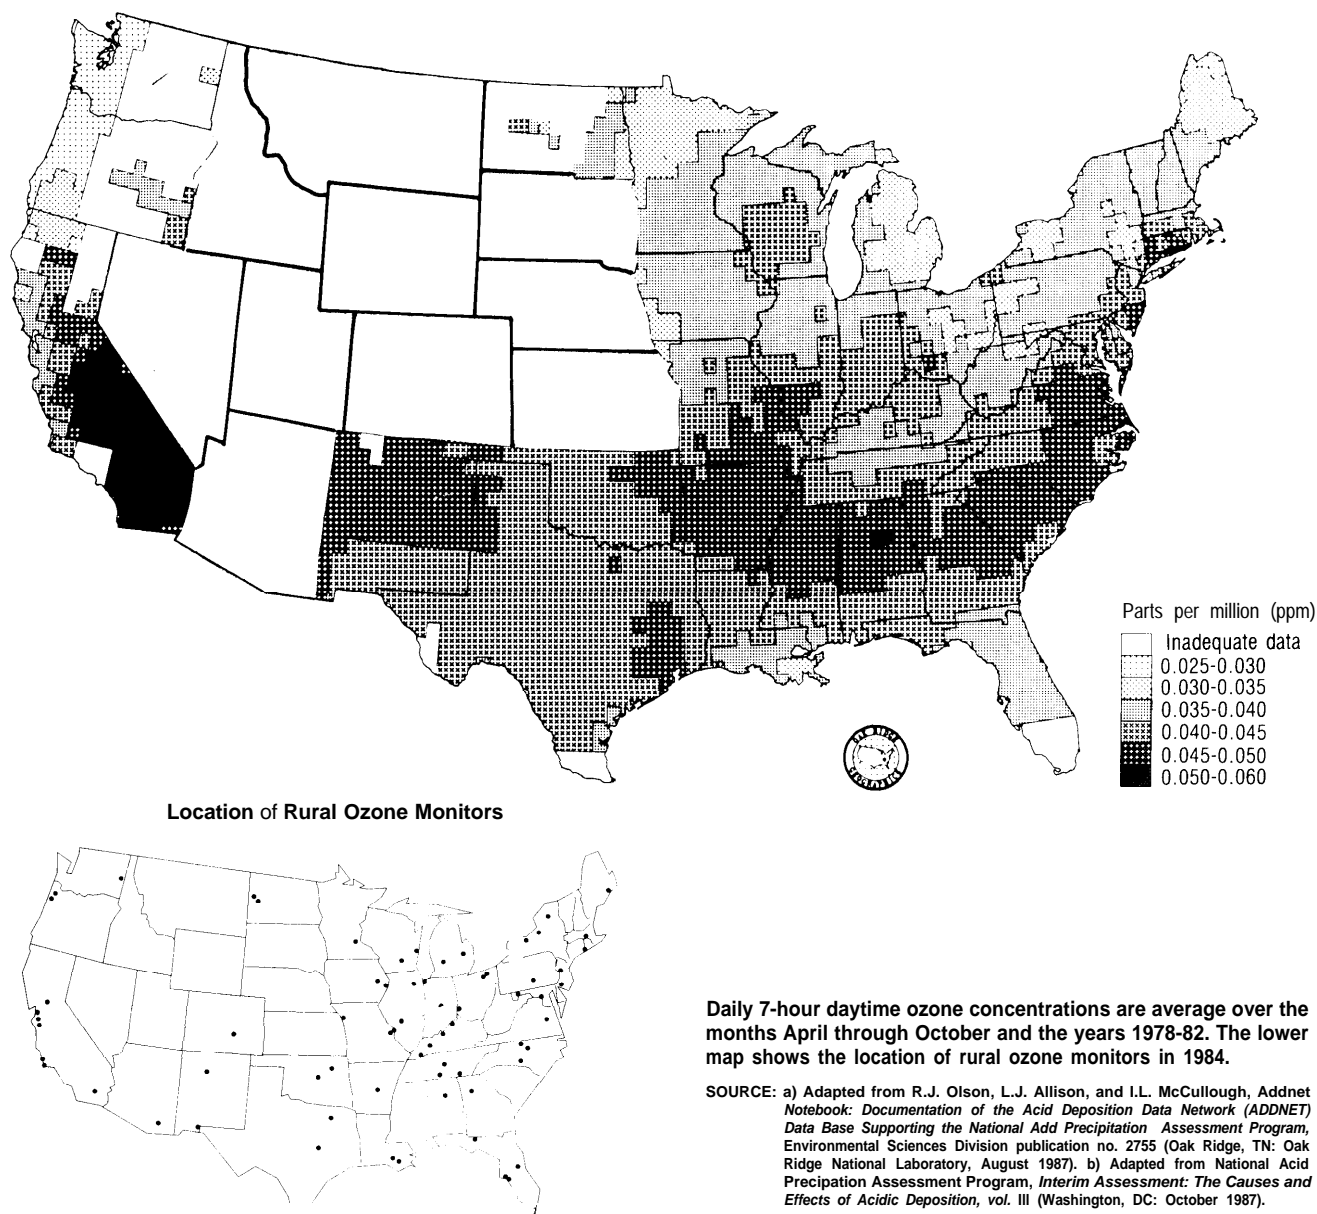 Parts per million (ppm)
Inadequate data
0.025-0.030
0.030-0.035
0.035-0.040
0.040-0.045
0.045-0.050
0.050-0.060
OAK RIDGE
GEOGRAPHICS
Location of Rural Ozone Monitors
Daily 7-hour daytime ozone concentrations are average over the
months April through October and the years 1978-82. The lower
map shows the location of rural ozone monitors in 1984.
SOURCE: a) Adapted from R.J. Olson, L.J. Allison, and I.L. McCullough, Addnet
Notebook: Documentation of the Acid Deposition Data Network (ADDNET)
Data Base Supporting the National Add Precipitation Assessment Program,
Environmental Sciences Division publication no. 2755 (Oak Ridge, TN: Oak
Ridge National Laboratory, August 1987). b) Adapted from National Acid
Precipation Assessment Program, Interim Assessment: The Causes and
Effects of Acidic Deposition, vol. III (Washington, DC: October 1987).